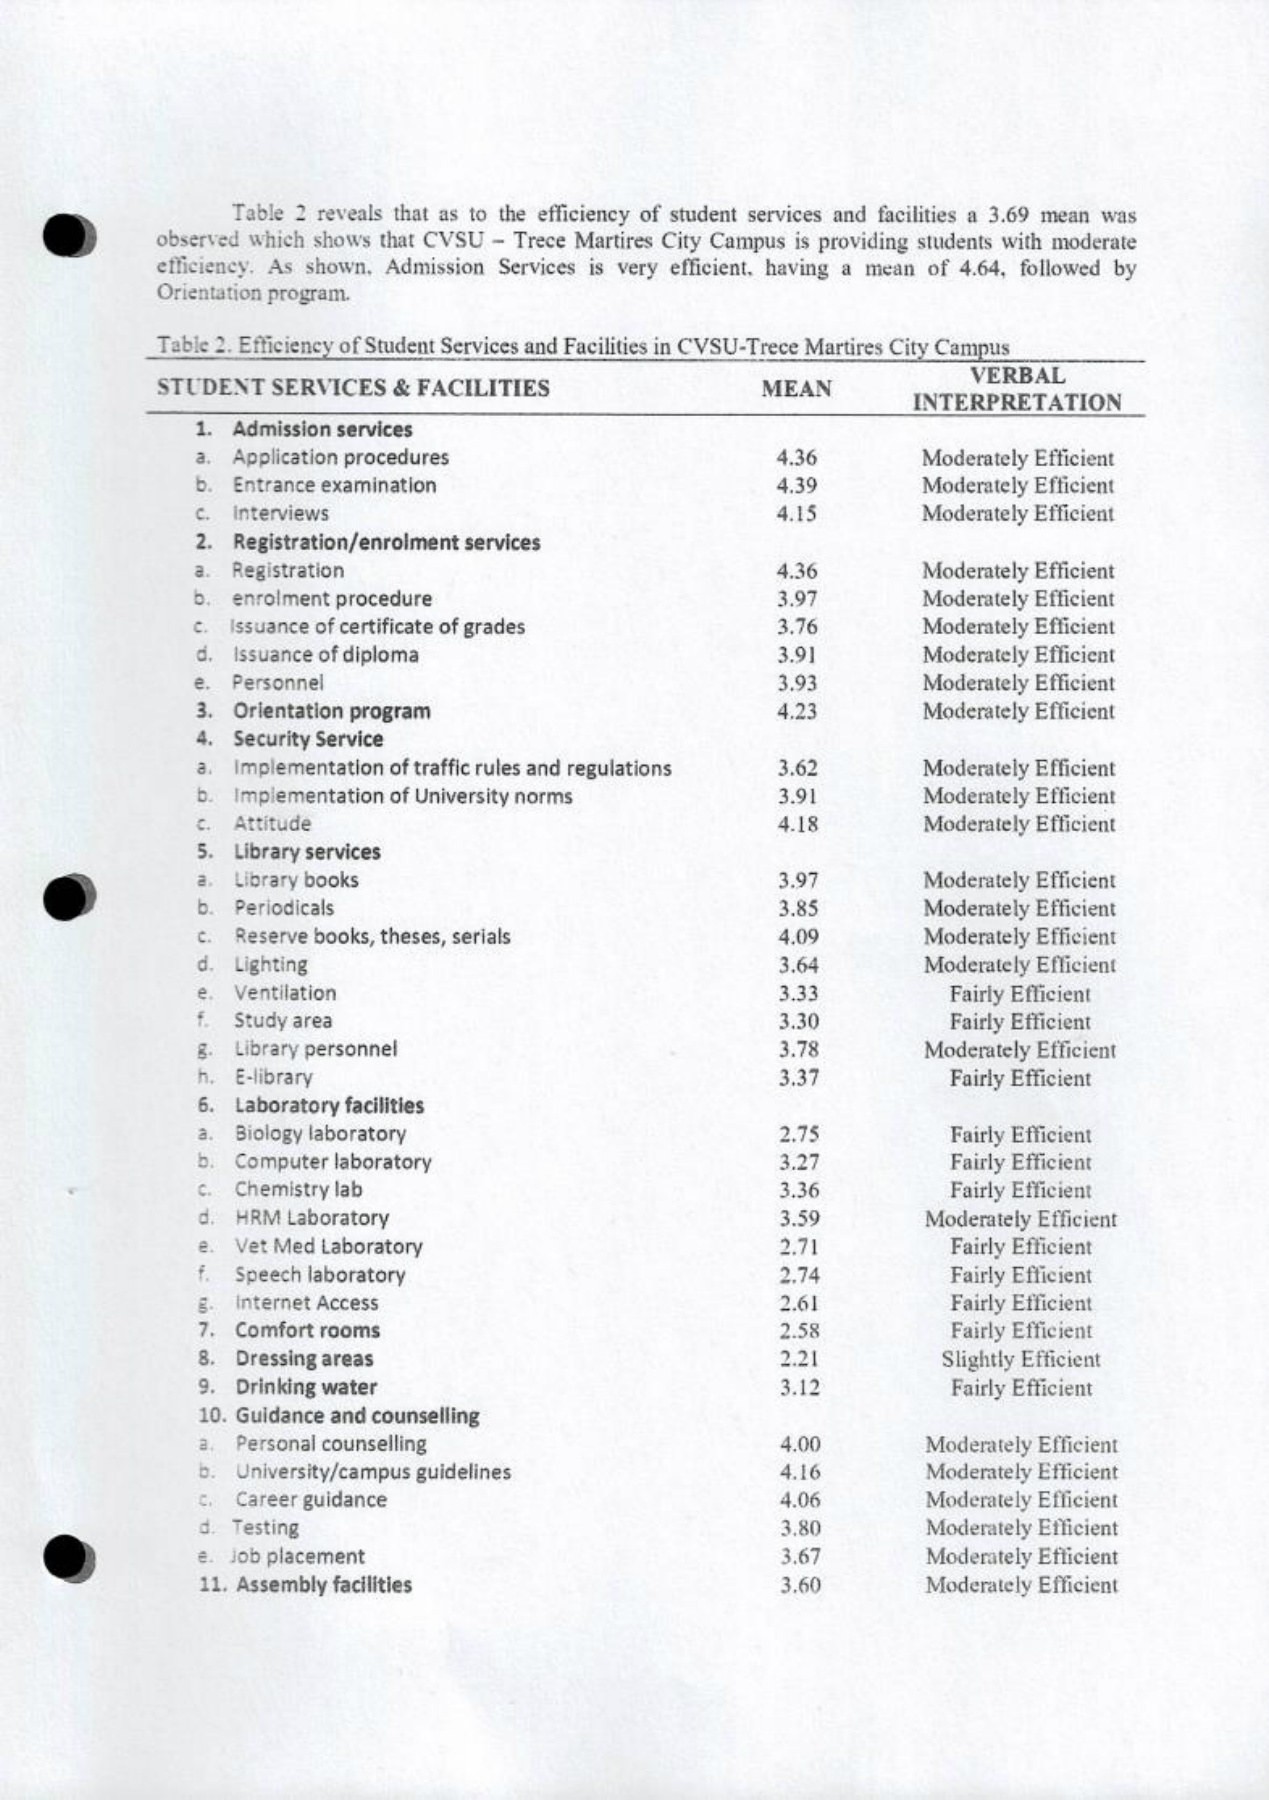 Table 2 reveals that as to the efficiency of student services and facilities a 3.69 mean was
observed which shows that CVSU – Trece Martires City Campus is providing students with moderate
efficiency. As shown, Admission Services is very efficient, having a mean of 4.64, followed by
Orientation program.
Table 2. Efficiency of Student Services and Facilities in CVSU-Trece Martires City Campus
STUDENT SERVICES & FACILITIES MEAN VERBAL INTERPRETATION
1. Admission services
a. Application procedures 4.36 Moderately Efficient
b. Entrance examination 4.39 Moderately Efficient
c. Interviews 4.15 Moderately Efficient
2. Registration/enrolment services
a. Registration 4.36 Moderately Efficient
b. enrolment procedure 3.97 Moderately Efficient
c. Issuance of certificate of grades 3.76 Moderately Efficient
d. Issuance of diploma 3.91 Moderately Efficient
e. Personnel 3.93 Moderately Efficient
3. Orientation program 4.23 Moderately Efficient
4. Security Service
a. Implementation of traffic rules and regulations 3.62 Moderately Efficient
b. Implementation of University norms 3.91 Moderately Efficient
c. Attitude 4.18 Moderately Efficient
5. Library services
a. Library books 3.97 Moderately Efficient
b. Periodicals 3.85 Moderately Efficient
c. Reserve books, theses, serials 4.09 Moderately Efficient
d. Lighting 3.64 Moderately Efficient
e. Ventilation 3.33 Fairly Efficient
f. Study area 3.30 Fairly Efficient
g. Library personnel 3.78 Moderately Efficient
h. E-library 3.37 Fairly Efficient
6. Laboratory facilities
a. Biology laboratory 2.75 Fairly Efficient
b. Computer laboratory 3.27 Fairly Efficient
c. Chemistry lab 3.36 Fairly Efficient
d. HRM Laboratory 3.59 Moderately Efficient
e. Vet Med Laboratory 2.71 Fairly Efficient
f. Speech laboratory 2.74 Fairly Efficient
g. Internet Access 2.61 Fairly Efficient
7. Comfort rooms 2.58 Fairly Efficient
8. Dressing areas 2.21 Slightly Efficient
9. Drinking water 3.12 Fairly Efficient
10. Guidance and counselling
a. Personal counselling 4.00 Moderately Efficient
b. University/campus guidelines 4.16 Moderately Efficient
c. Career guidance 4.06 Moderately Efficient
d. Testing 3.80 Moderately Efficient
e. Job placement 3.67 Moderately Efficient
11. Assembly facilities 3.60 Moderately Efficient